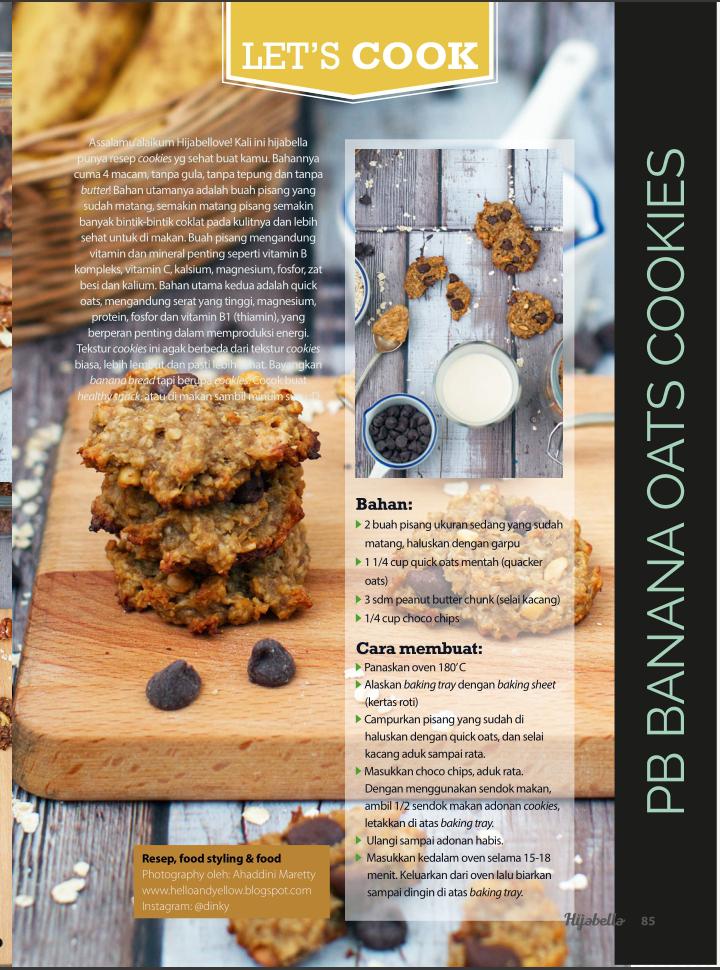 LET'S COOK
Assalamu'alaikum Hijabellove! Kali ini hijabella
punya resep cookies yg sehat buat kamu. Bahannya
cuma 4 macam, tanpa gula, tanpa tepung dan tanpa
butter! Bahan utamanya adalah buah pisang yang
sudah matang, semakin matang pisang semakin
banyak bintik-bintik coklat pada kulitnya dan lebih
sehat untuk di makan. Buah pisang mengandung
vitamin dan mineral penting seperti vitamin B
kompleks, vitamin C, kalsium, magnesium, fosfor, zat
besi dan kalium. Bahan utama kedua adalah quick
oats, mengandung serat yang tinggi, magnesium,
protein, fosfor dan vitamin B1 (thiamin), yang
berperan penting dalam memproduksi energi.
Tekstur cookies ini agak berbeda dari tekstur cookies
biasa, lebih lembut dan pasti lebih sehat. Bayangkan
banana bread tapi berupa cookies. Cocok buat
healthy snack, atau di makan sambil minum
Bahan:
2 buah pisang ukuran sedang yang sudah
matang, haluskan dengan garpu
1 1/4 cup quick oats mentah (quacker
oats)
3 sdm peanut butter chunk (selai kacang)
1/4 cup choco chips
Cara membuat:
Panaskan oven 180°C
Alaskan baking tray dengan baking sheet
(kertas roti)
Campurkan pisang yang sudah di
haluskan dengan quick oats, dan selai
kacang aduk sampai rata.
Masukkan choco chips, aduk rata.
Dengan menggunakan sendok makan,
ambil 1/2 sendok makan adonan cookies,
letakkan di atas baking tray.
Ulangi sampai adonan habis.
Masukkan kedalam oven selama 15-18
menit. Keluarkan dari oven lalu biarkan
sampai dingin di atas baking tray.
Resep, food styling & food
Photography oleh: Ahaddini Maretty
www.helloandyellow.blogspot.com
Instagram: @dinky
Hijabella 85
PB BANANA OATS COOKIES